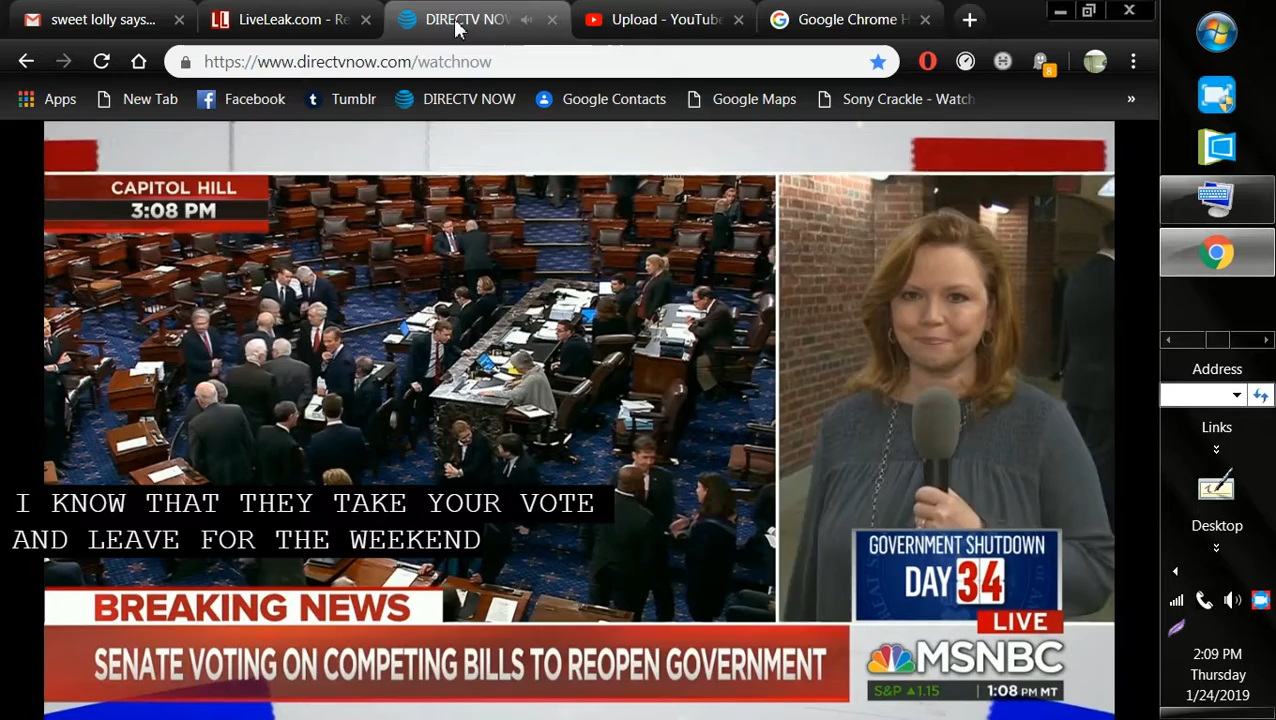 sweet lolly says...
LiveLeak.com - Re
DIRECTV NOV
Upload - YouTube
Google Chrome H
https://www.directvnow.com/watchnow
8
Apps
New Tab
Facebook
Tumblr
DIRECTV NOW
Google Contacts
Google Maps
Sony Crackle - Watch
»
CAPITOL HILL
3:08 PM
I KNOW THAT THEY TAKE YOUR VOTE
AND LEAVE FOR THE WEEKEND
GOVERNMENT SHUTDOWN
DAY 34
LIVE
BREAKING NEWS
SENATE VOTING ON COMPETING BILLS TO REOPEN GOVERNMENT
MSNBC
S&P ▲1.15
1:08 PM MT
Address
Links
Desktop
2:09 PM
Thursday
1/24/2019